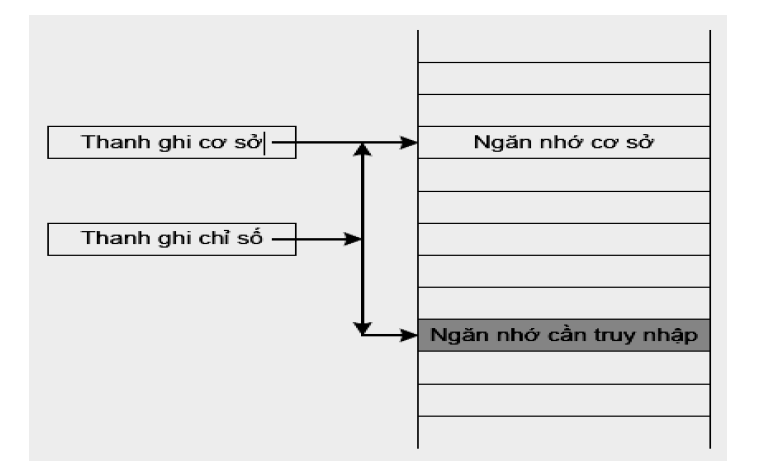 Thanh ghi cơ sở
Ngăn nhớ cơ sở
Thanh ghi chỉ số
Ngăn nhớ cần truy nhập